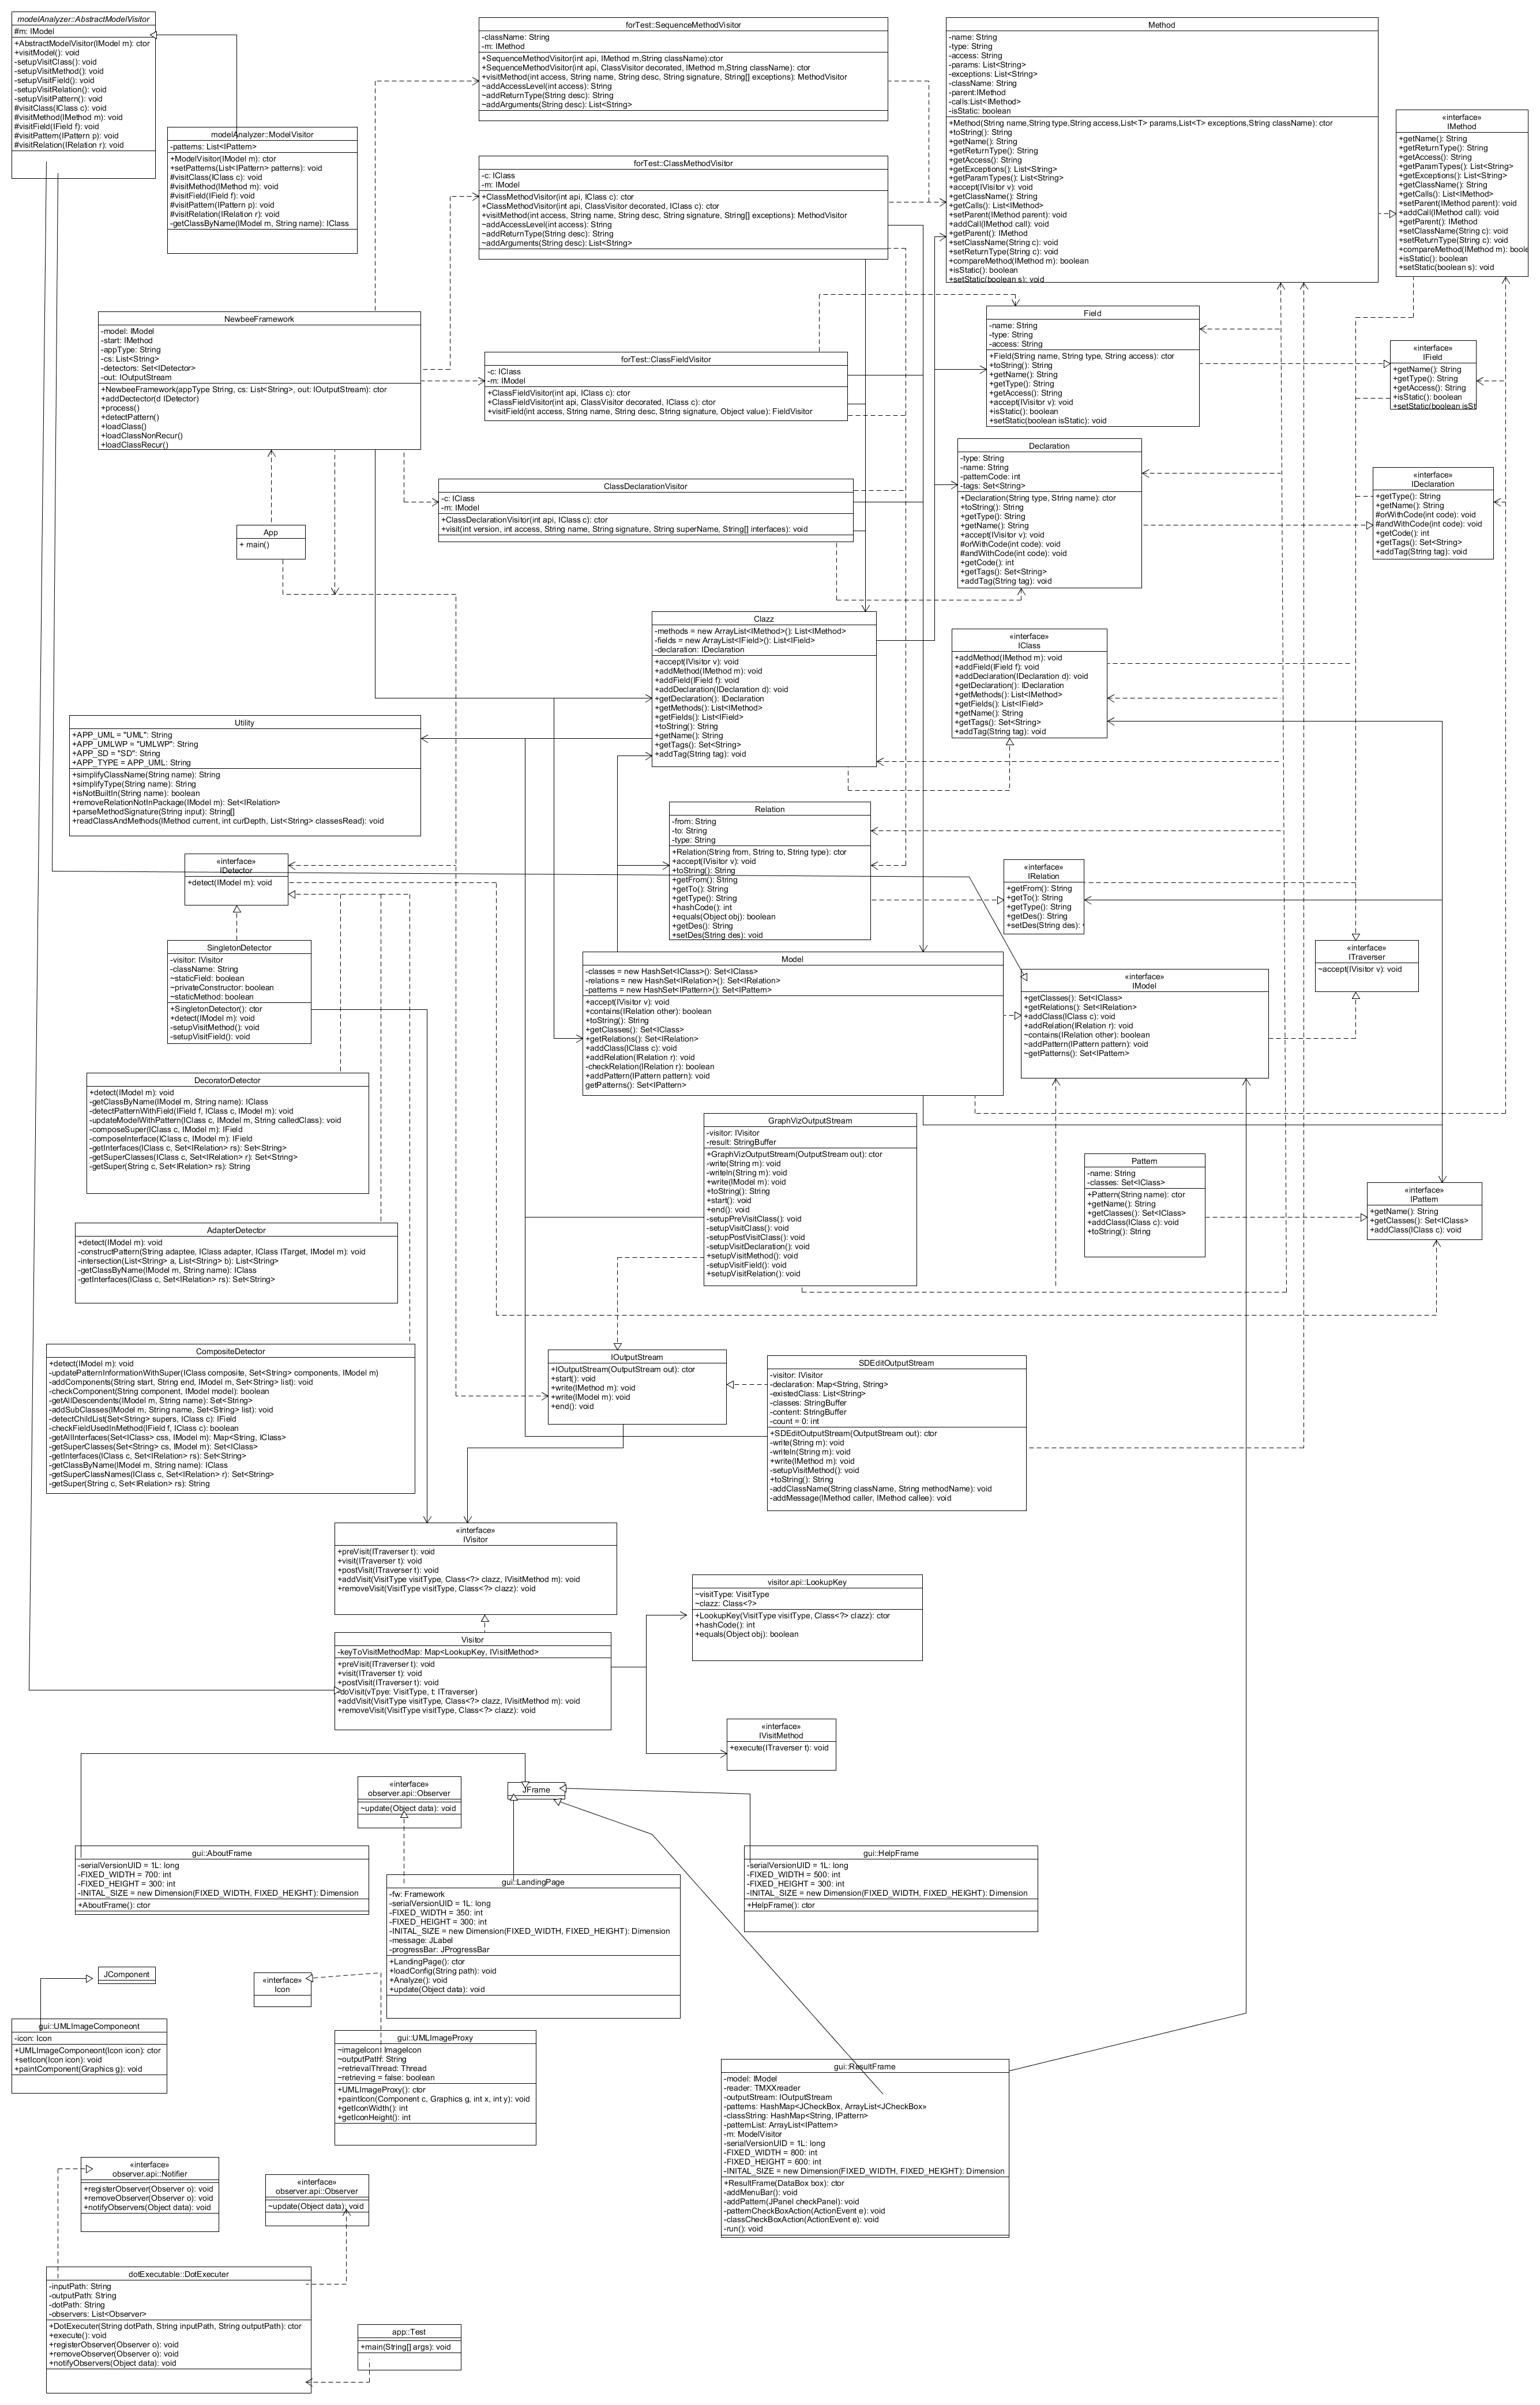 modelAnalyzer::AbstractModelVisitor
#m: IModel
+AbstractModelVisitor(IModel m): ctor
+visitModel(): void
-setupVisitClass(): void
-setupVisitMethod(): void
-setupVisitField(): void
-setupVisitRelation(): void
-setupVisitPattern(): void
#visitClass(IClass c): void
#visitMethod(IMethod m): void
#visitField(IField f): void
#visitPattern(IPattern p): void
#visitRelation(IRelation r): void
modelAnalyzer::ModelVisitor
-patterns: List<IPattern>
+ModelVisitor(IModel m): ctor
+setPatterns(List<IPattern> patterns): void
#visitClass(IClass c): void
#visitMethod(IMethod m): void
#visitField(IField f): void
#visitPattern(IPattern p): void
#visitRelation(IRelation r): void
-getClassByName(IModel m, String name): IClass
forTest::SequenceMethodVisitor
-className: String
-m: IMethod
+SequenceMethodVisitor(int api, IMethod m,String className):ctor
+SequenceMethodVisitor(int api, ClassVisitor decorated, IMethod m,String className): ctor
+visitMethod(int access, String name, String desc, String signature, String[] exceptions): MethodVisitor
~addAccessLevel(int access): String
~addReturnType(String desc): String
~addArguments(String desc): List<String>
forTest::ClassMethodVisitor
-c: IClass
-m: IModel
+ClassMethodVisitor(int api, IClass c): ctor
+ClassMethodVisitor(int api, ClassVisitor decorated, IClass c): ctor
+visitMethod(int access, String name, String desc, String signature, String[] exceptions): MethodVisitor
~addAccessLevel(int access): String
~addReturnType(String desc): String
~addArguments(String desc): List<String>
Method
-name: String
-type: String
-access: String
-params: List<String>
-exceptions: List<String>
-className: String
-parent:IMethod
-calls:List<IMethod>
-isStatic: boolean
+Method(String name,String type,String access,List<T> params,List<T> exceptions,String className): ctor
+toString(): String
+getName(): String
+getReturnType(): String
+getAccess(): String
+getExceptions(): List<String>
+getParamTypes(): List<String>
+accept(IVisitor v): void
+getClassName(): String
+getCalls(): List<IMethod>
+setParent(IMethod parent): void
+addCall(IMethod call): void
+getParent(): IMethod
+setClassName(String c): void
+setReturnType(String c): void
+compareMethod(IMethod m): boolean
+isStatic(): boolean
+setStatic(boolean s): void
«interface»
IMethod
+getName(): String
+getReturnType(): String
+getAccess(): String
+getParamTypes(): List<String>
+getExceptions(): List<String>
+getClassName(): String
+getCalls(): List<IMethod>
+setParent(IMethod parent): void
+addCall(IMethod call): void
+getParent(): IMethod
+setClassName(String c): void
+setReturnType(String c): void
+compareMethod(IMethod m): boole
+isStatic(): boolean
+setStatic(boolean s): void
NewbeeFramework
-model: IModel
-start: IMethod
-appType: String
-cs: List<String>
-detectors: Set<IDetector>
-out: IOutputStream
+NewbeeFramework(appType String, cs: List<String>, out: IOutputStream): ctor
+addDectector(d IDetector)
+process()
+detectPattern()
+loadClass()
+loadClassNonRecur()
+loadClassRecur()
forTest::ClassFieldVisitor
-c: IClass
-m: IModel
+ClassFieldVisitor(int api, IClass c): ctor
+ClassFieldVisitor(int api, ClassVisitor decorated, IClass c): ctor
+visitField(int access, String name, String desc, String signature, Object value): FieldVisitor
Field
-name: String
-type: String
-access: String
+Field(String name, String type, String access): ctor
+toString(): String
+getName(): String
+getType(): String
+getAccess(): String
+accept(IVisitor v): void
+isStatic(): boolean
+setStatic(boolean isStatic): void
«interface»
IField
+getName(): String
+getType(): String
+getAccess(): String
+isStatic(): boolean
+setStatic(boolean isSt
ClassDeclarationVisitor
-c: IClass
-m: IModel
+ClassDeclarationVisitor(int api, IClass c): ctor
+visit(int version, int access, String name, String signature, String superName, String[] interfaces): void
Declaration
-type: String
-name: String
-patternCode: int
-tags: Set<String>
+Declaration(String type, String name): ctor
+toString(): String
+getType(): String
+getName(): String
+accept(IVisitor v): void
#orWithCode(int code): void
#andWithCode(int code): void
+getCode(): int
+getTags(): Set<String>
+addTag(String tag): void
«interface»
IDeclaration
+getType(): String
+getName(): String
#orWithCode(int code): void
#andWithCode(int code): void
+getCode(): int
+getTags(): Set<String>
+addTag(String tag): void
App
+ main()
Clazz
-methods = new ArrayList<IMethod>(): List<IMethod>
-fields = new ArrayList<IField>(): List<IField>
-declaration: IDeclaration
+accept(IVisitor v): void
+addMethod(IMethod m): void
+addField(IField f): void
+addDeclaration(IDeclaration d): void
+getDeclaration(): IDeclaration
+getMethods(): List<IMethod>
+getFields(): List<IField>
+toString(): String
+getName(): String
+getTags(): Set<String>
+addTag(String tag): void
«interface»
IClass
+addMethod(IMethod m): void
+addField(IField f): void
+addDeclaration(IDeclaration d): void
+getDeclaration(): IDeclaration
+getMethods(): List<IMethod>
+getFields(): List<IField>
+getName(): String
+getTags(): Set<String>
+addTag(String tag): void
Utility
+APP_UML = "UML": String
+APP_UMLWP = "UMLWP": String
+APP_SD = "SD": String
+APP_TYPE = APP_UML: String
+simplifyClassName(String name): String
+simplifyType(String name): String
+isNotBuiltIn(String name): boolean
+removeRelationNotInPackage(IModel m): Set<IRelation>
+parseMethodSignature(String input): String[]
+readClassAndMethods(IMethod current, int curDepth, List<String> classesRead): void
Relation
-from: String
-to: String
-type: String
+Relation(String from, String to, String type): ctor
+accept(IVisitor v): void
+toString(): String
+getFrom(): String
+getTo(): String
+getType(): String
+hashCode(): int
+equals(Object obj): boolean
+getDes(): String
+setDes(String des): void
«interface»
IDetector
+detect(IModel m): void
«interface»
IRelation
+getFrom(): String
+getTo(): String
+getType(): String
+getDes(): String
+setDes(String des):
SingletonDetector
-visitor: IVisitor
-className: String
~staticField: boolean
~privateConstructor: boolean
~staticMethod: boolean
+SingletonDetector(): ctor
+detect(IModel m): void
-setupVisitMethod(): void
-setupVisitField(): void
Model
-classes = new HashSet<IClass>(): Set<IClass>
-relations = new HashSet<IRelation>(): Set<IRelation>
-patterns = new HashSet<IPattern>(): Set<IPattern>
+accept(IVisitor v): void
+contains(IRelation other): boolean
+toString(): String
+getClasses(): Set<IClass>
+getRelations(): Set<IRelation>
+addClass(IClass c): void
+addRelation(IRelation r): void
-checkRelation(IRelation r): boolean
+addPattern(IPattern pattern): void
getPatterns(): Set<IPattern>
«interface»
ITraverser
~accept(IVisitor v): void
«interface»
IModel
+getClasses(): Set<IClass>
+getRelations(): Set<IRelation>
+addClass(IClass c): void
+addRelation(IRelation r): void
~contains(IRelation other): boolean
~addPattern(IPattern pattern): void
~getPatterns(): Set<IPattern>
DecoratorDetector
+detect(IModel m): void
-getClassByName(IModel m, String name): IClass
-detectPatternWithField(IField f, IClass c, IModel m): void
-updateModelWithPattern(IClass c, IModel m, String calledClass): void
-composeSuper(IClass c, IModel m): IField
-composeInterface(IClass c, IModel m): IField
-getInterfaces(IClass c, Set<IRelation> rs): Set<String>
-getSuperClasses(IClass c, Set<IRelation> r): Set<String>
-getSuper(String c, Set<IRelation> rs): String
GraphVizOutputStream
-visitor: IVisitor
-result: StringBuffer
+GraphVizOutputStream(OutputStream out): ctor
-write(String m): void
-writeln(String m): void
+write(IModel m): void
+toString(): String
+start(): void
+end(): void
-setupPreVisitClass(): void
-setupVisitClass(): void
-setupPostVisitClass(): void
-setupVisitDeclaration(): void
+setupVisitMethod(): void
-setupVisitField(): void
+setupVisitRelation(): void
Pattern
-name: String
-classes: Set<IClass>
+Pattern(String name): ctor
+getName(): String
+getClasses(): Set<IClass>
+addClass(IClass c): void
+toString(): String
«interface»
IPattern
+getName(): String
+getClasses(): Set<IClass>
+addClass(IClass c): void
AdapterDetector
+detect(IModel m): void
-constructPattern(String adaptee, IClass adapter, IClass ITarget, IModel m): void
-intersection(List<String> a, List<String> b): List<String>
-getClassByName(IModel m, String name): IClass
-getInterfaces(IClass c, Set<IRelation> rs): Set<String>
CompositeDetector
+detect(IModel m): void
-updatePatternInformationWithSuper(IClass composite, Set<String> components, IModel m)
-addComponents(String start, String end, IModel m, Set<String> list): void
-checkComponent(String component, IModel model): boolean
-getAllDescendents(IModel m, String name): Set<String>
-addSubClasses(IModel m, String name, Set<String> list): void
-detectChildList(Set<String> supers, IClass c): IField
-checkFieldUsedInMethod(IField f, IClass c): boolean
-getAllInterfaces(Set<IClass> css, IModel m): Map<String, IClass>
-getSuperClasses(Set<String> cs, IModel m): Set<IClass>
-getInterfaces(IClass c, Set<IRelation> rs): Set<String>
-getClassByName(IModel m, String name): IClass
-getSuperClassNames(IClass c, Set<IRelation> r): Set<String>
-getSuper(String c, Set<IRelation> rs): String
IOutputStream
+IOutputStream(OutputStream out): ctor
+start(): void
+write(IMethod m): void
+write(IModel m): void
+end(): void
SDEditOutputStream
-visitor: IVisitor
-declaration: Map<String, String>
-existedClass: List<String>
-classes: StringBuffer
-content: StringBuffer
-count = 0: int
+SDEditOutputStream(OutputStream out): ctor
-write(String m): void
-writeln(String m): void
+write(IMethod m): void
-setupVisitMethod(): void
+toString(): String
-addClassName(String className, String methodName): void
-addMessage(IMethod caller, IMethod callee): void
«interface»
IVisitor
+preVisit(ITraverser t): void
+visit(ITraverser t): void
+postVisit(ITraverser t): void
+addVisit(VisitType visitType, Class<?> clazz, IVisitMethod m): void
+removeVisit(VisitType visitType, Class<?> clazz): void
visitor.api::LookupKey
~visitType: VisitType
~clazz: Class<?>
+LookupKey(VisitType visitType, Class<?> clazz): ctor
+hashCode(): int
+equals(Object obj): boolean
Visitor
-keyToVisitMethodMap: Map<LookupKey, IVisitMethod>
+preVisit(ITraverser t): void
+visit(ITraverser t): void
+postVisit(ITraverser t): void
doVisit(vTpye: VisitType, t: ITraverser)
+addVisit(VisitType visitType, Class<?> clazz, IVisitMethod m): void
+removeVisit(VisitType visitType, Class<?> clazz): void
«interface»
IVisitMethod
+execute(ITraverser t): void
«interface»
observer.api::Observer
~update(Object data): void
JFrame
gui::AboutFrame
-serialVersionUID = 1L: long
-FIXED_WIDTH = 700: int
-FIXED_HEIGHT = 300: int
-INITAL_SIZE = new Dimension(FIXED_WIDTH, FIXED_HEIGHT): Dimension
+AboutFrame(): ctor
gui::LandingPage
-fw: Framework
-serialVersionUID = 1L: long
-FIXED_WIDTH = 350: int
-FIXED_HEIGHT = 300: int
-INITAL_SIZE = new Dimension(FIXED_WIDTH, FIXED_HEIGHT): Dimension
-message: JLabel
-progressBar: JProgressBar
+LandingPage(): ctor
+loadConfig(String path): void
+Analyze(): void
+update(Object data): void
gui::HelpFrame
-serialVersionUID = 1L: long
-FIXED_WIDTH = 500: int
-FIXED_HEIGHT = 300: int
-INITAL_SIZE = new Dimension(FIXED_WIDTH, FIXED_HEIGHT): Dimension
+HelpFrame(): ctor
JComponent
«interface»
Icon
gui::UMLImageComponeont
-icon: Icon
+UMLImageComponeont(Icon icon): ctor
+setIcon(Icon icon): void
+paintComponent(Graphics g): void
gui::UMLImageProxy
~imageIcon: ImageIcon
~outputPath: String
~retrievalThread: Thread
~retrieving = false: boolean
+UMLImageProxy(): ctor
+paintIcon(Component c, Graphics g, int x, int y): void
+getIconWidth(): int
+getIconHeight(): int
gui::ResultFrame
-model: IModel
-reader: TMXXreader
-outputStream: IOutputStream
-patterns: HashMap<JCheckBox, ArrayList<JCheckBox»
-classString: HashMap<String, IPattern>
-patternList: ArrayList<IPattern>
-m: ModelVisitor
-serialVersionUID = 1L: long
-FIXED_WIDTH = 800: int
-FIXED_HEIGHT = 600: int
-INITAL_SIZE = new Dimension(FIXED_WIDTH, FIXED_HEIGHT): Dimension
+ResultFrame(DataBox box): ctor
-addMenuBar(): void
-addPattern(JPanel checkPanel): void
-patternCheckBoxAction(ActionEvent e): void
-classCheckBoxAction(ActionEvent e): void
-run(): void
«interface»
observer.api::Notifier
+registerObserver(Observer o): void
+removeObserver(Observer o): void
+notifyObservers(Object data): void
«interface»
observer.api::Observer
~update(Object data): void
dotExecutable::DotExecuter
-inputPath: String
-outputPath: String
-dotPath: String
-observers: List<Observer>
+DotExecuter(String dotPath, String inputPath, String outputPath): ctor
+execute(): void
+registerObserver(Observer o): void
+removeObserver(Observer o): void
+notifyObservers(Object data): void
app::Test
+main(String[] args): void